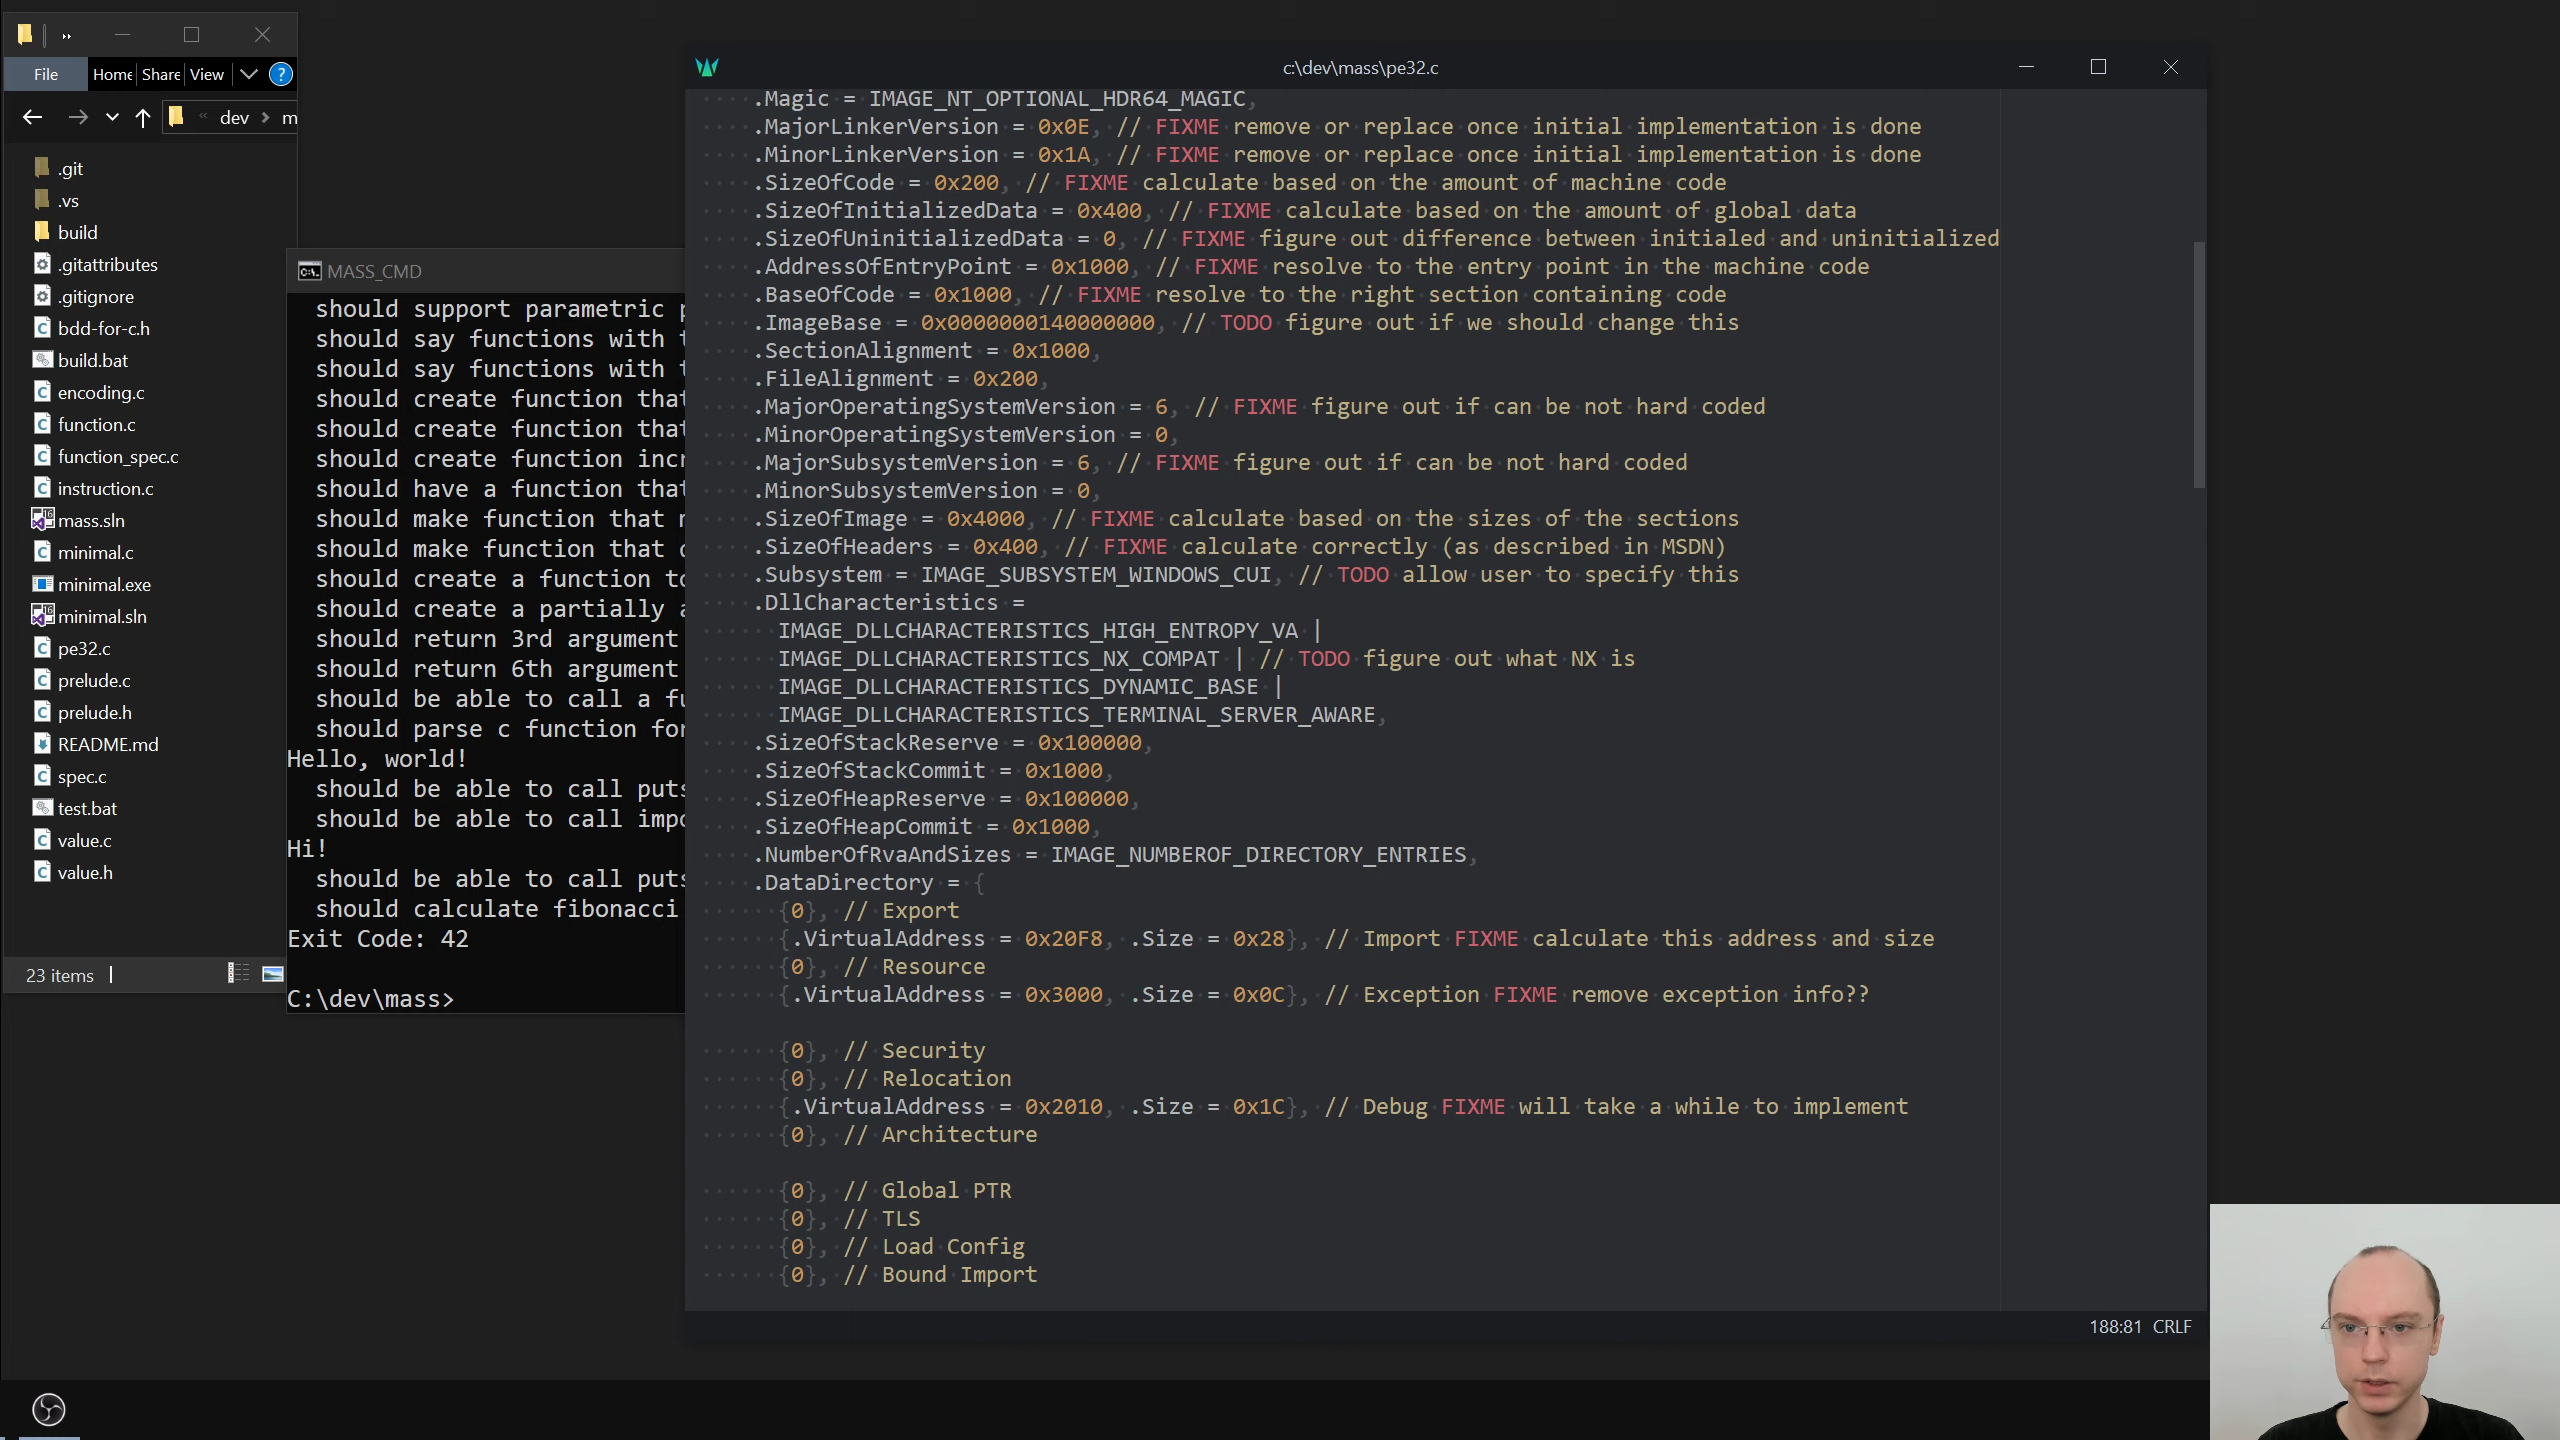 File
Home
Share
View
dev
m
.git
.vs
build
.gitattributes
.gitignore
bdd-for-c.h
build.bat
encoding.c
function.c
function_spec.c
instruction.c
mass.sln
minimal.c
minimal.exe
minimal.sln
pe32.c
prelude.c
prelude.h
README.md
spec.c
test.bat
value.c
value.h
23 items
MASS_CMD
should support parametric p
should say functions with t
should say functions with t
should create function that
should create function that
should create function incr
should have a function that
should make function that
should make function that
should create a function to
should create a partially a
should return 3rd argument
should return 6th argument
should be able to call a fu
should parse c function for
Hello, world!
should be able to call puts
should be able to call impo
Hi!
should be able to call puts
should calculate fibonacci
Exit Code: 42
C:\dev\mass>
c:\dev\mass\pe32.c
.Magic = IMAGE_NT_OPTIONAL_HDR64_MAGIC,
.MajorLinkerVersion = 0x0E, // FIXME remove or replace once initial implementation is done
.MinorLinkerVersion = 0x1A, // FIXME remove or replace once initial implementation is done
.SizeOfCode = 0x200, // FIXME calculate based on the amount of machine code
.SizeOfInitializedData = 0x400, // FIXME calculate based on the amount of global data
.SizeOfUninitializedData = 0, // FIXME figure out difference between initialed and uninitialized
.AddressOfEntryPoint = 0x1000, // FIXME resolve to the entry point in the machine code
.BaseOfCode = 0x1000, // FIXME resolve to the right section containing code
.ImageBase = 0x0000000140000000, // TODO figure out if we should change this
.SectionAlignment = 0x1000,
.FileAlignment = 0x200,
.MajorOperatingSystemVersion = 6, // FIXME figure out if can be not hard coded
.MinorOperatingSystemVersion = 0,
.MajorSubsystemVersion = 6, // FIXME figure out if can be not hard coded
.MinorSubsystemVersion = 0,
.SizeOfImage = 0x4000, // FIXME calculate based on the sizes of the sections
.SizeOfHeaders = 0x400, // FIXME calculate correctly (as described in MSDN)
.Subsystem = IMAGE_SUBSYSTEM_WINDOWS_CUI, // TODO allow user to specify this
.DllCharacteristics =
IMAGE_DLLCHARACTERISTICS_HIGH_ENTROPY_VA |
IMAGE_DLLCHARACTERISTICS_NX_COMPAT | // TODO figure out what NX is
IMAGE_DLLCHARACTERISTICS_DYNAMIC_BASE |
IMAGE_DLLCHARACTERISTICS_TERMINAL_SERVER_AWARE,
.SizeOfStackReserve = 0x100000,
.SizeOfStackCommit = 0x1000,
.SizeOfHeapReserve = 0x100000,
.SizeOfHeapCommit = 0x1000,
.NumberOfRvaAndSizes = IMAGE_NUMBEROF_DIRECTORY_ENTRIES,
.DataDirectory = {
{0}, // Export
{.VirtualAddress = 0x20F8, .Size = 0x28}, // Import FIXME calculate this address and size
{0}, // Resource
{.VirtualAddress = 0x3000, .Size = 0x0C}, // Exception FIXME remove exception info??
{0}, // Security
{0}, // Relocation
{.VirtualAddress = 0x2010, .Size = 0x1C}, // Debug FIXME will take a while to implement
{0}, // Architecture
{0}, // Global PTR
{0}, // TLS
{0}, // Load Config
{0}, // Bound Import
188:81 CRLF